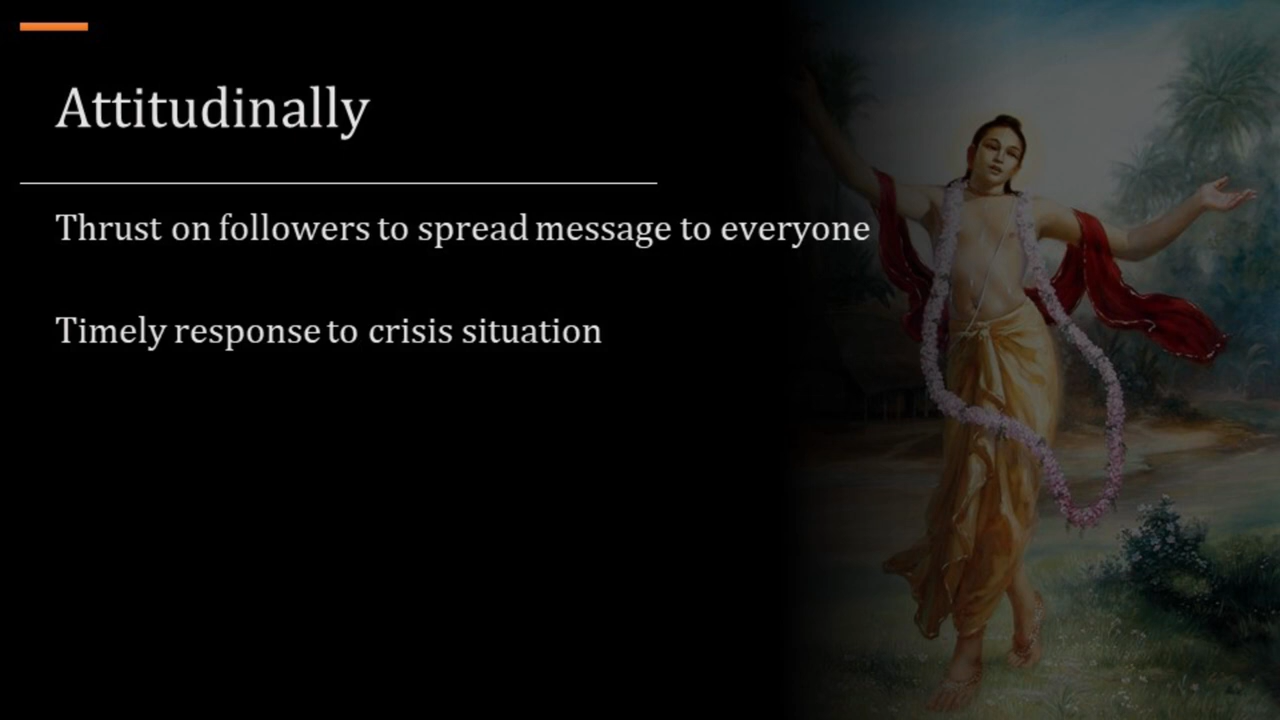 Attitudinally
Thrust on followers to spread message to everyone
Timely response to crisis situation